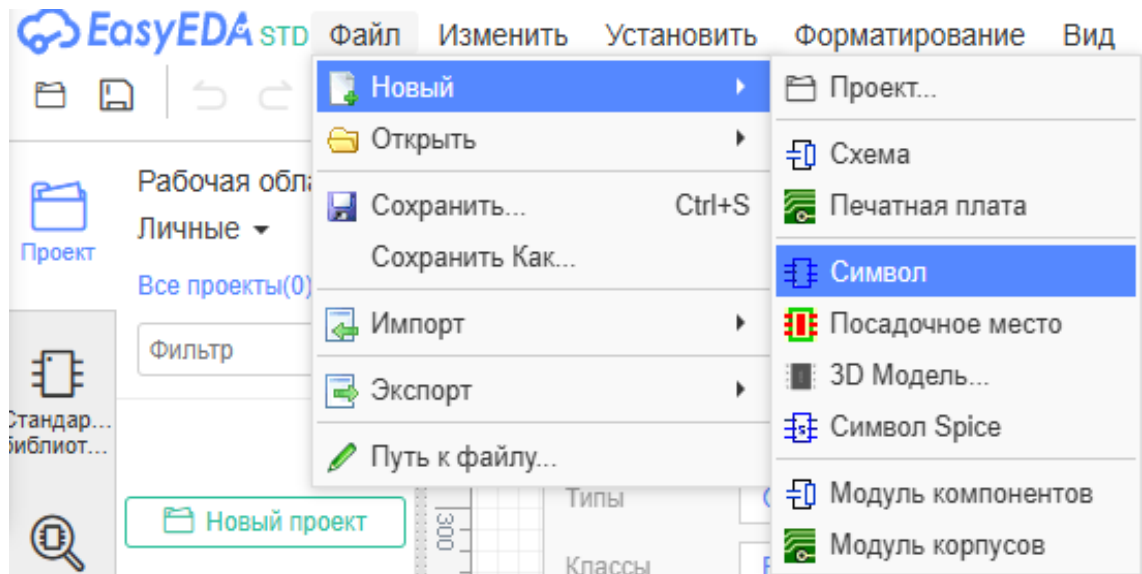 EasyEDA STD Файл Изменить Установить Форматирование Вид
Новый
Открыть
Сохранить... Ctrl+S
Сохранить Как...
Импорт
Экспорт
Путь к файлу...
Проект...
Схема
Печатная плата
Символ
Посадочное место
3D Модель...
Символ Spice
Модуль компонентов
Модуль корпусов
Проект
Стандар...
библиот...
Рабочая обла
Личные
Все проекты(0)
Фильтр
Новый проект
300
Типы
Классы